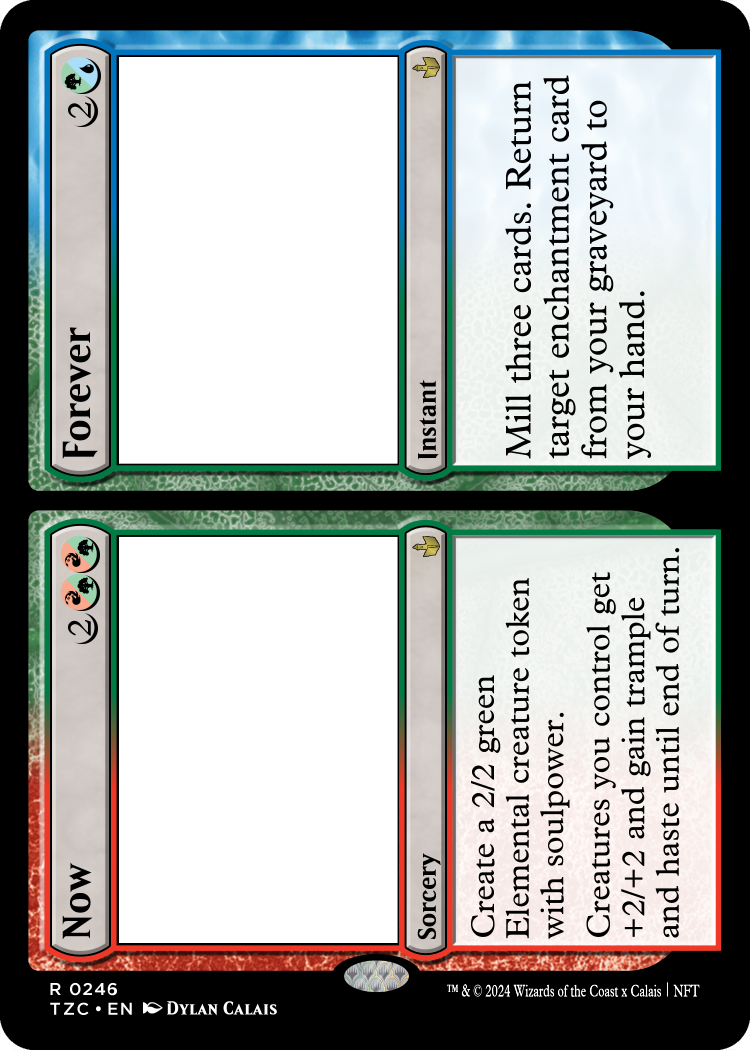 Now
2
Sorcery
Create a 2/2 green
Elemental creature token
with soulpower.
Creatures you control get
+2/+2 and gain trample
and haste until end of turn.
Forever
2
Instant
Mill three cards. Return
target enchantment card
from your graveyard to
your hand.
R 0246
TZC • EN DYLAN CALAIS
™ & © 2024 Wizards of the Coast x Calais | NFT